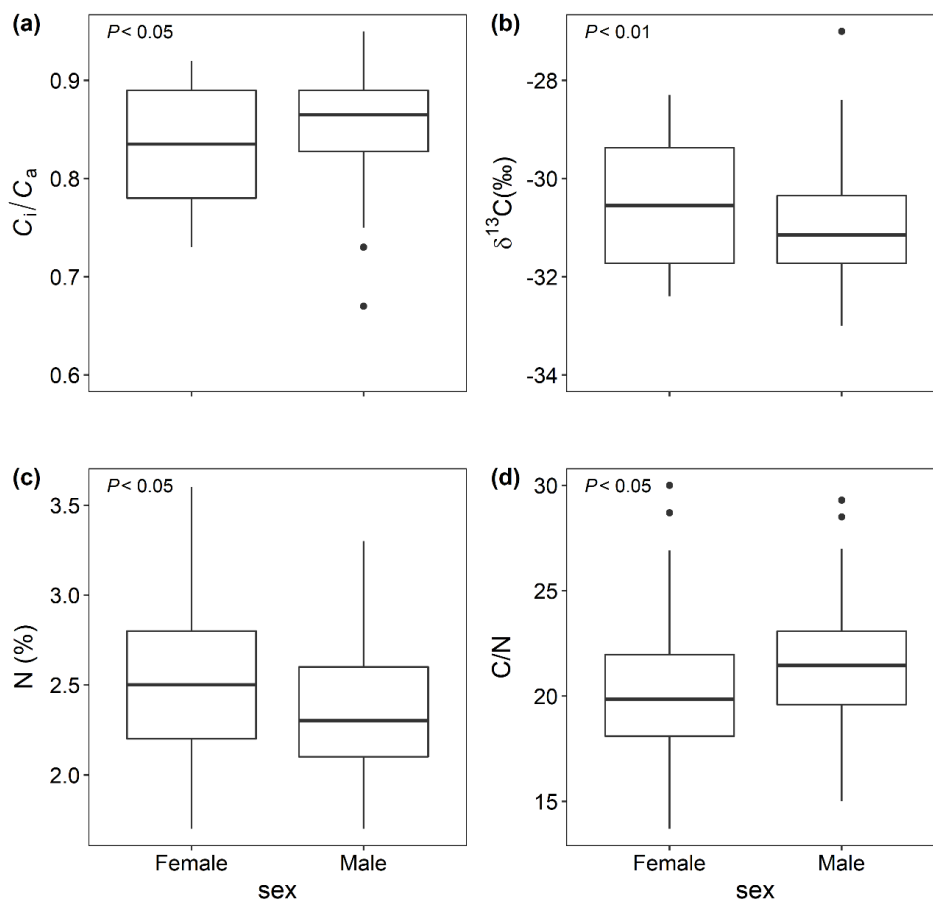 (a)
P < 0.05
0.9
0.8
0.7
0.6
Ci/Ca
(b)
P < 0.01
-28
-30
-32
-34
δ13C(‰)
(c)
P < 0.05
3.5
3.0
2.5
2.0
N (%)
Female Male
sex
(d)
P < 0.05
30
25
20
15
C/N
Female Male
sex